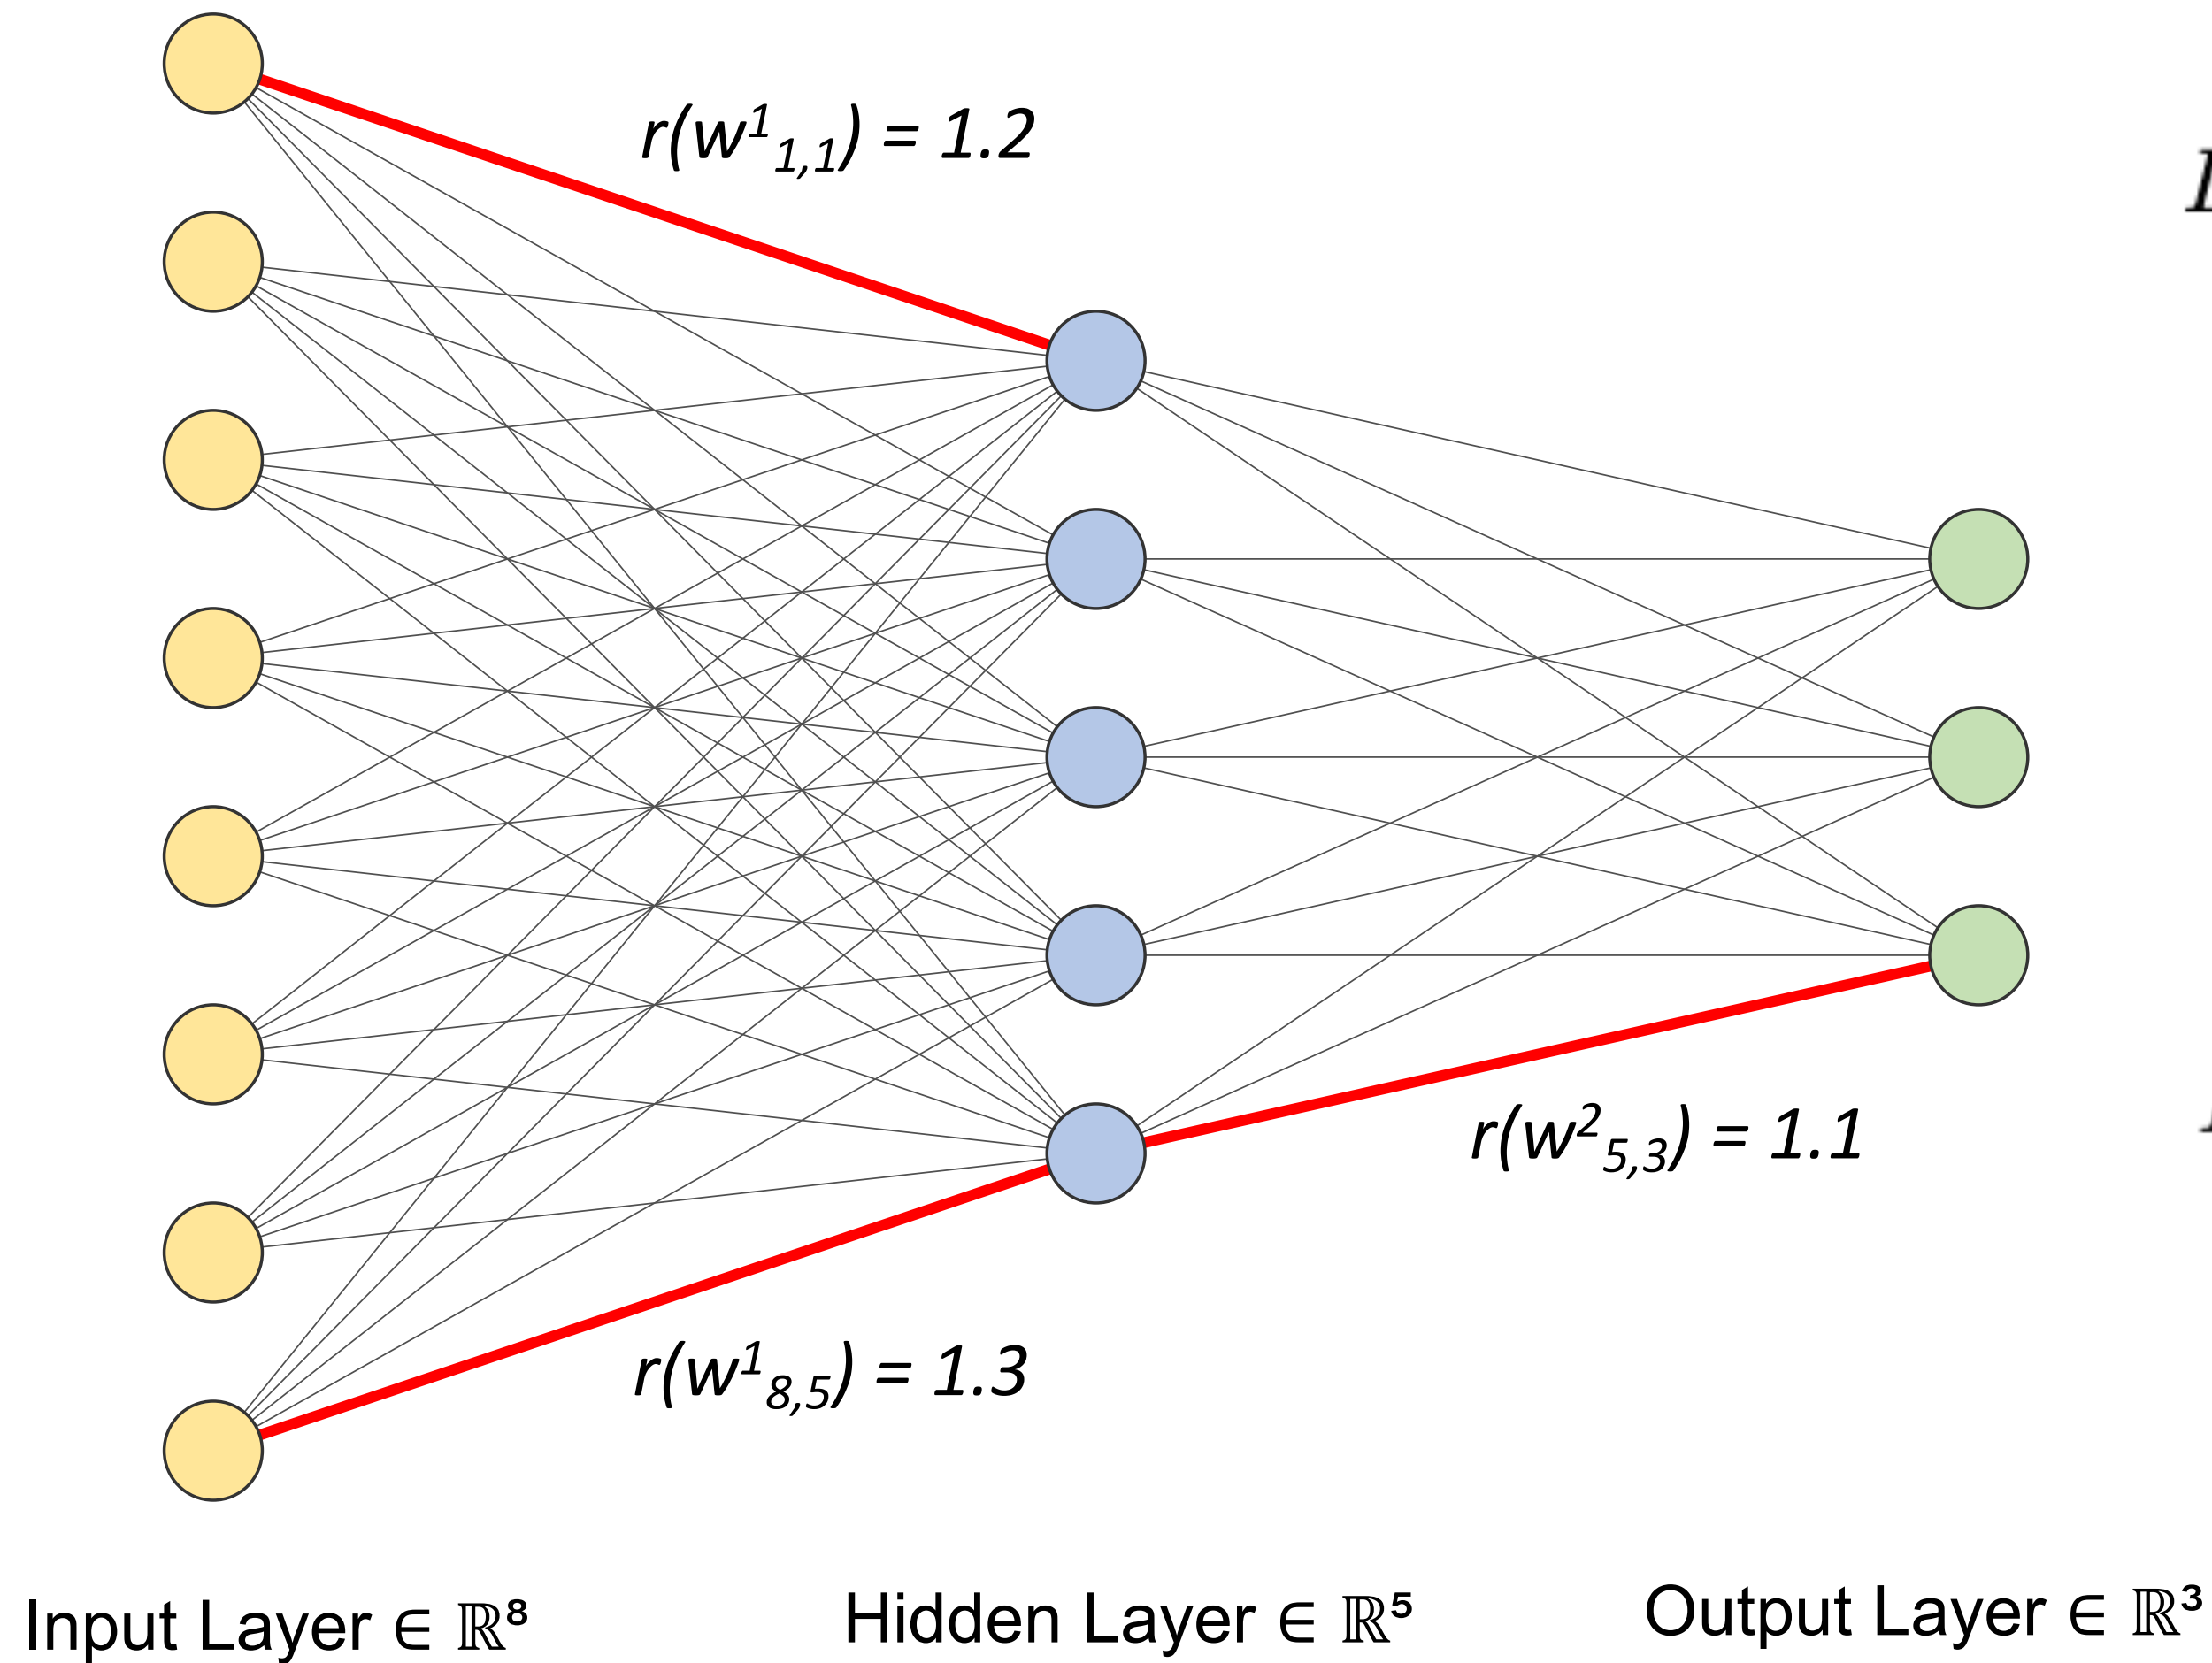 r(w¹₁,₁) = 1.2
r(w²₅,₃) = 1.1
r(w¹₈,₅) = 1.3
Input Layer ∈ ℝ⁸
Hidden Layer ∈ ℝ⁵
Output Layer ∈ ℝ³